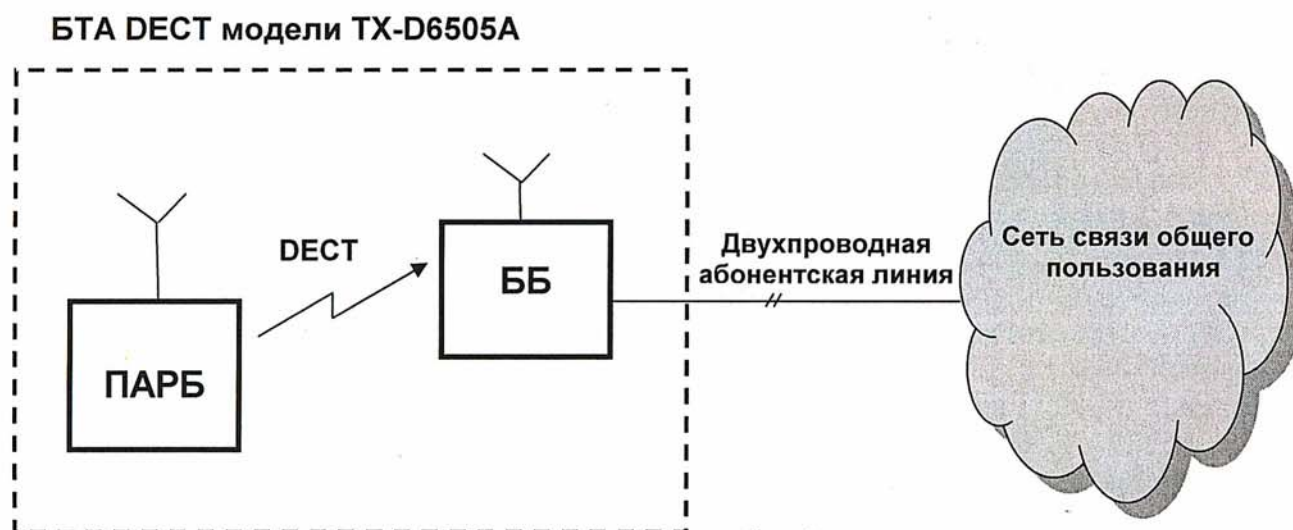 БТА DECT модели TX-D6505A
DECT
ПАРБ
ББ
Двухпроводная
абонентская линия
Сеть связи общего
пользования